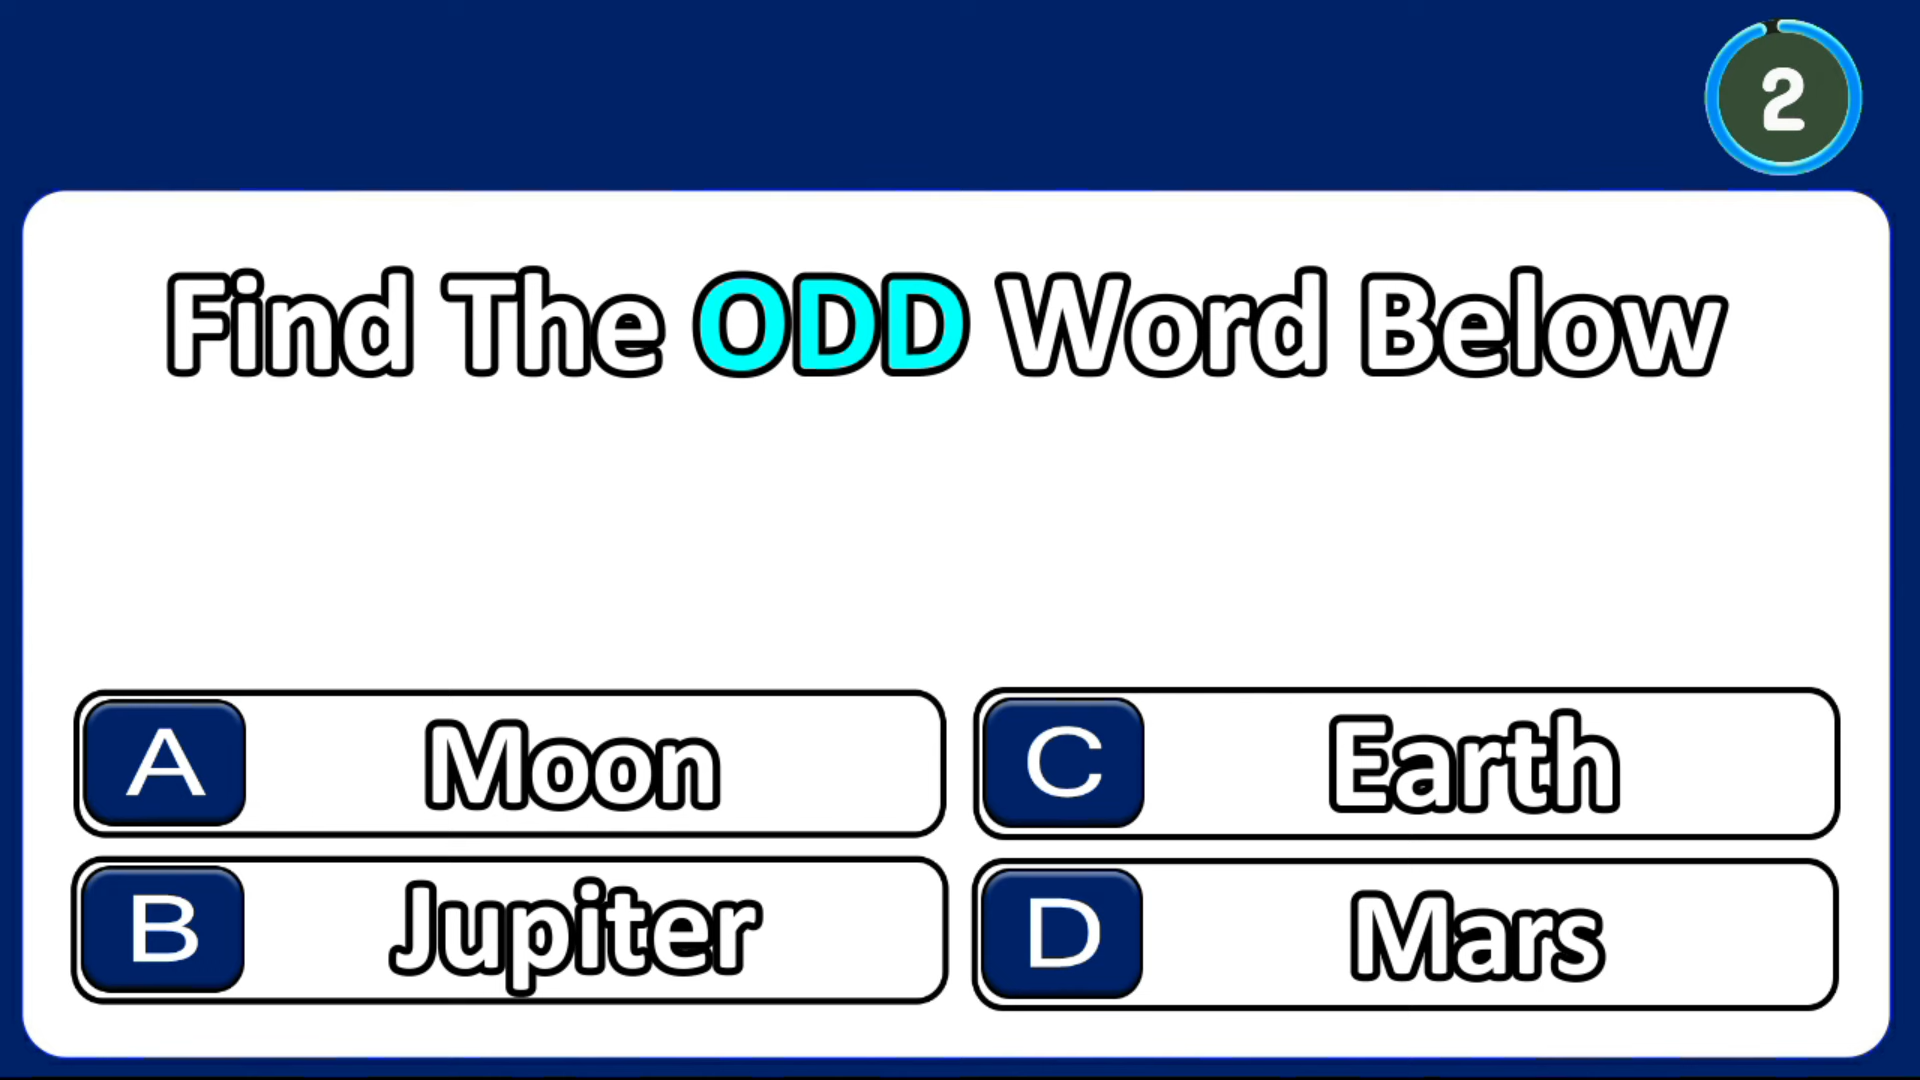 2
Find The ODD Word Below
A Moon
C Earth
B Jupiter
D Mars